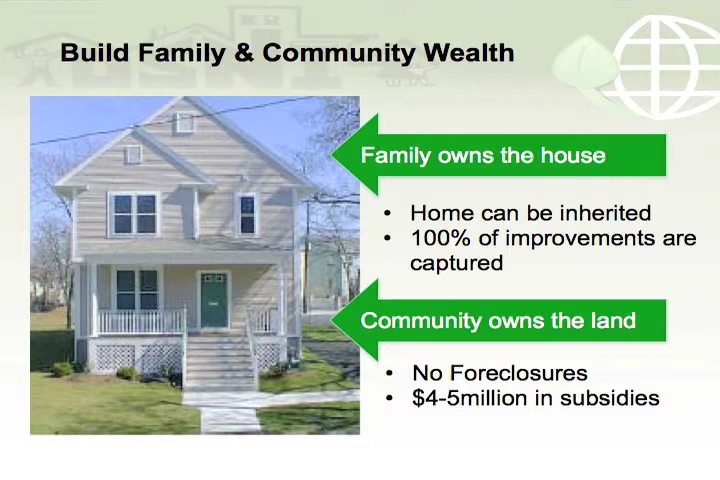 Build Family & Community Wealth
Family owns the house
• Home can be inherited
• 100% of improvements are
captured
Community owns the land
• No Foreclosures
• $4-5million in subsidies